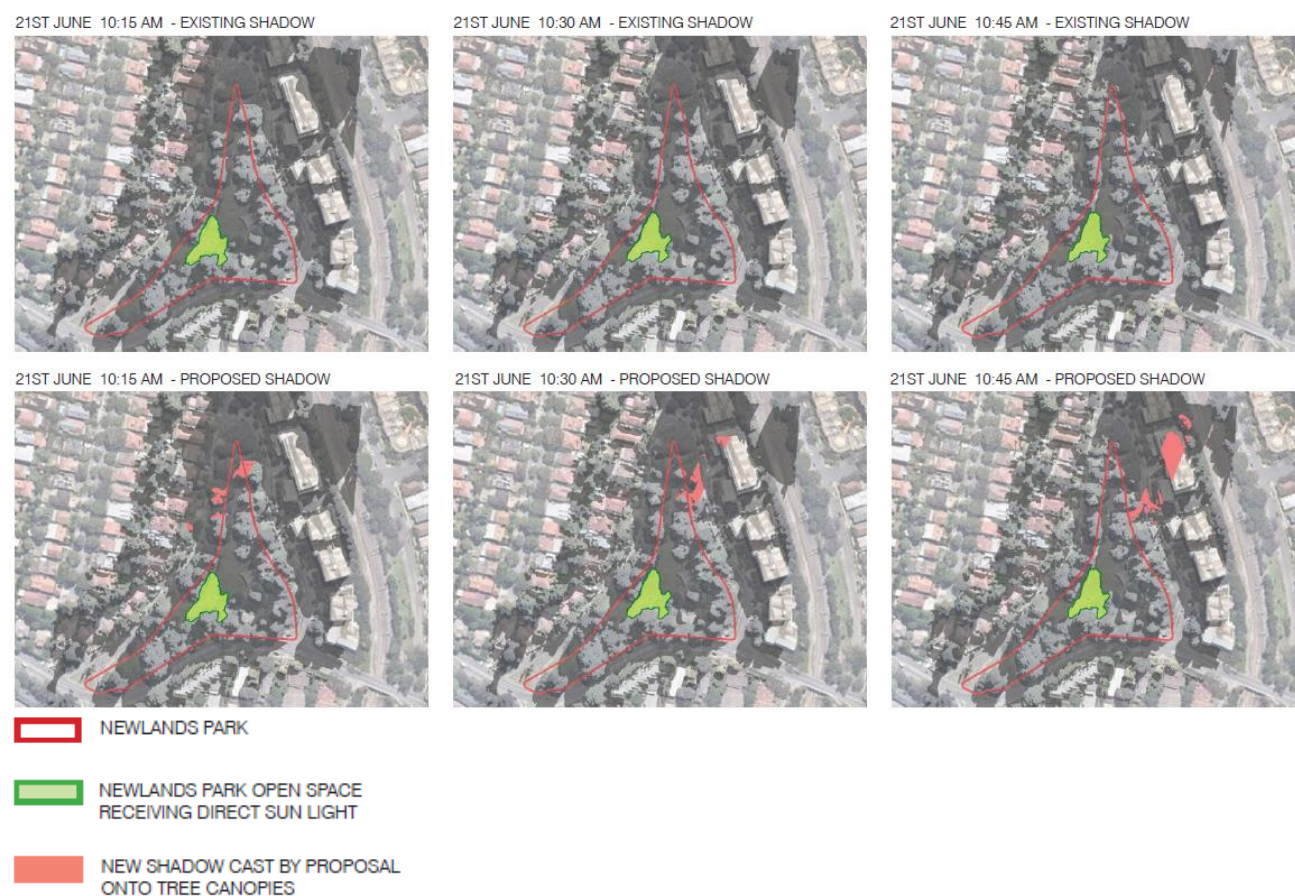 21ST JUNE 10:15 AM - EXISTING SHADOW
21ST JUNE 10:30 AM - EXISTING SHADOW
21ST JUNE 10:45 AM - EXISTING SHADOW
21ST JUNE 10:15 AM - PROPOSED SHADOW
21ST JUNE 10:30 AM - PROPOSED SHADOW
21ST JUNE 10:45 AM - PROPOSED SHADOW
NEWLANDS PARK
NEWLANDS PARK OPEN SPACE
RECEIVING DIRECT SUN LIGHT
NEW SHADOW CAST BY PROPOSAL
ONTO TREE CANOPIES